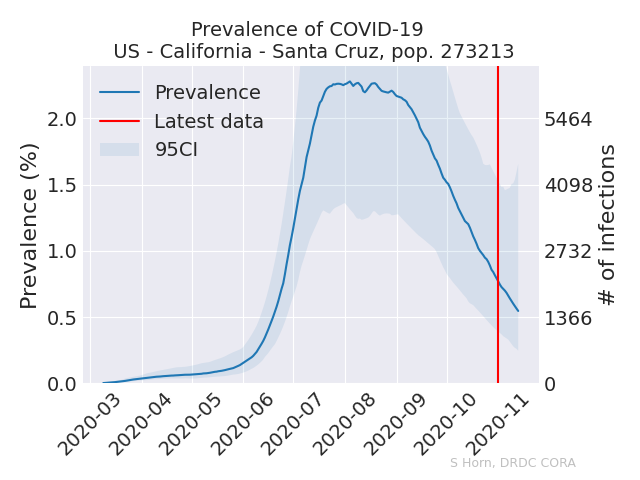 Prevalence of COVID-19
US - California - Santa Cruz, pop. 273213
Prevalence
Latest data
95CI
Prevalence (%)
2.0
1.5
1.0
0.5
0.0
5464
4098
2732
1366
0
# of infections
2020-03
2020-04
2020-05
2020-06
2020-07
2020-08
2020-09
2020-10
2020-11
S Horn, DRDC CORA